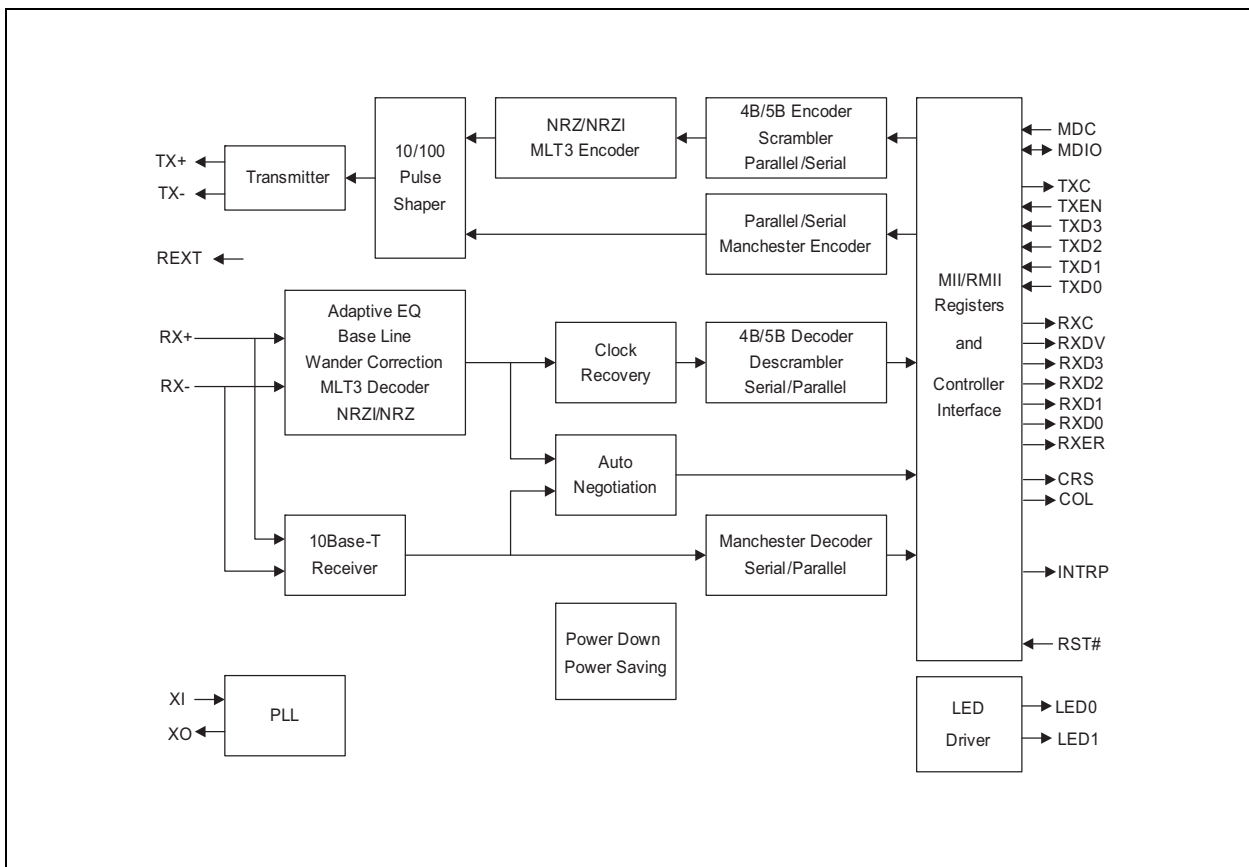 TX+
TX-
REXT
RX+
RX-
XI
XO
Transmitter
10/100
Pulse
Shaper
NRZ/NRZI
MLT3 Encoder
4B/5B Encoder
Scrambler
Parallel/Serial
Parallel/Serial
Manchester Encoder
Adaptive EQ
Base Line
Wander Correction
MLT3 Decoder
NRZI/NRZ
Clock
Recovery
4B/5B Decoder
Descrambler
Serial/Parallel
Auto
Negotiation
10Base-T
Receiver
Manchester Decoder
Serial/Parallel
Power Down
Power Saving
PLL
MII/RMII
Registers
and
Controller
Interface
LED
Driver
MDC
MDIO
TXC
TXEN
TXD3
TXD2
TXD1
TXD0
RXC
RXDV
RXD3
RXD2
RXD1
RXD0
RXER
CRS
COL
INTRP
RST#
LED0
LED1